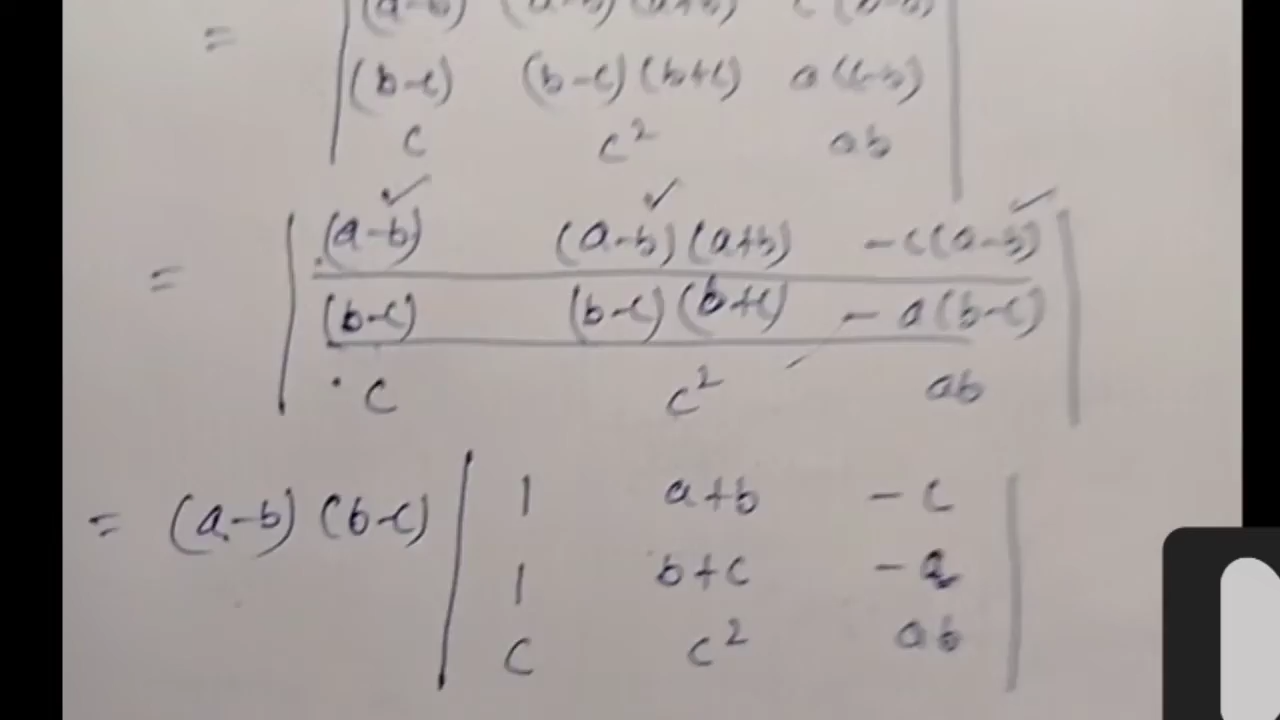 = | (a-b) (a-b) (a+b) c(b-a) |
(b-c) (b-c) (b+c) a(c-b)
c c² ab
= | (a-b) (a-b) (a+b) -c(a-b) |
(b-c) (b-c) (b+c) - a(b-c)
c c² ab
= (a-b) (b-c) | 1 a+b -c |
1 b+c -a
c c² ab